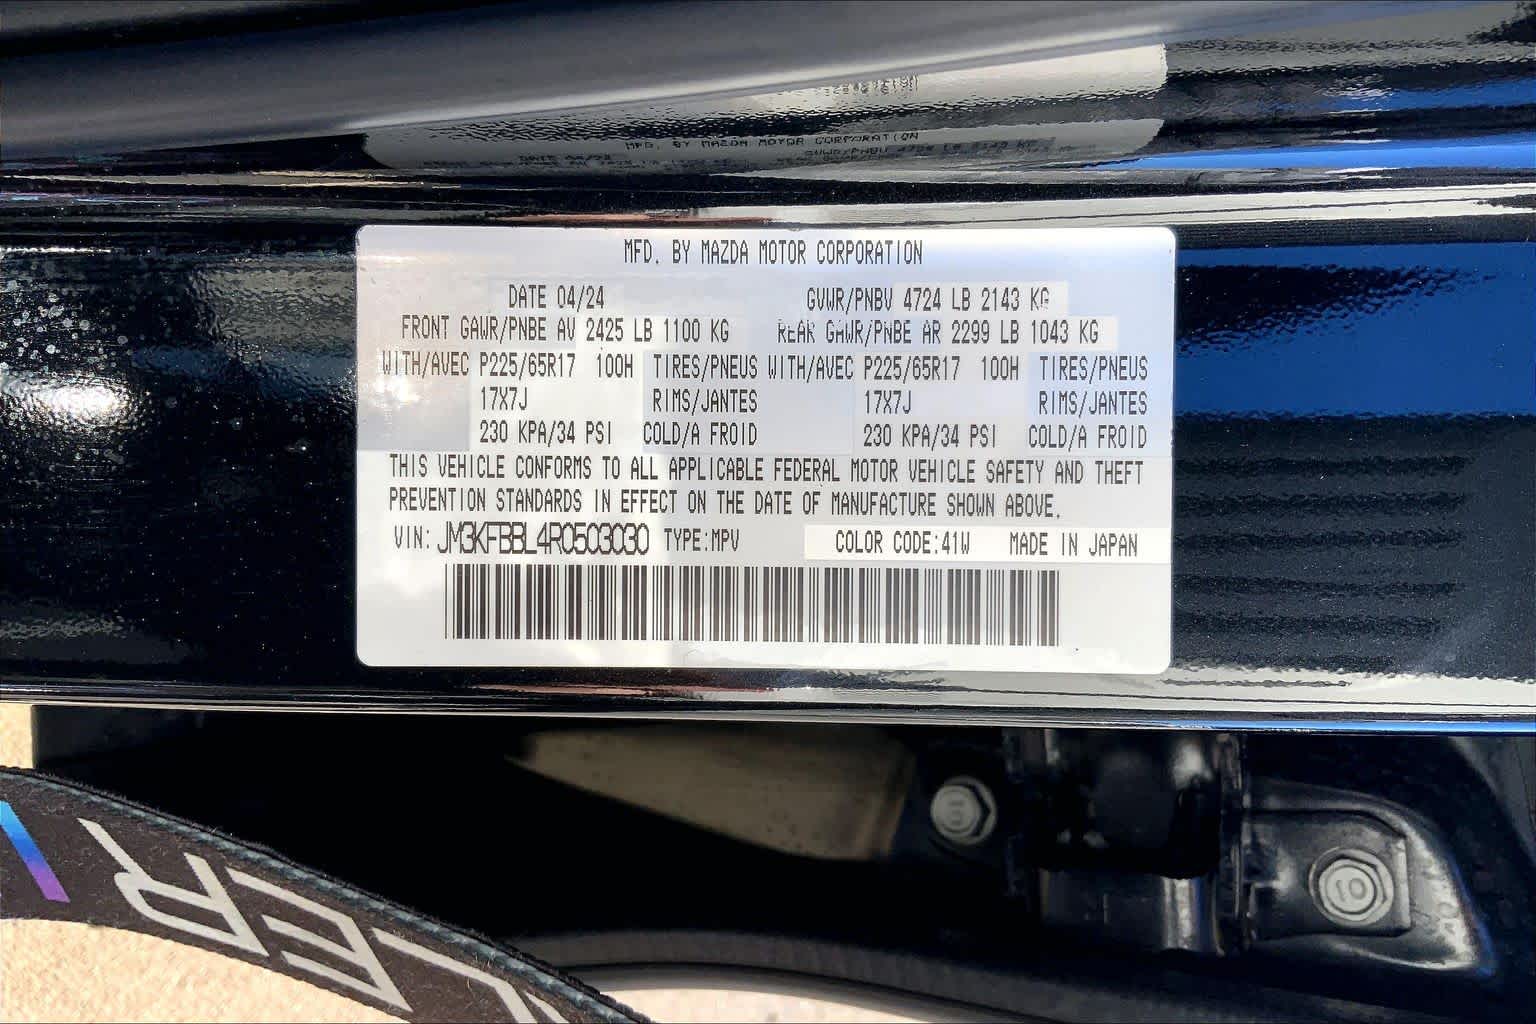 MFD. BY MAZDA MOTOR CORPORATION
MFD. BY MAZDA MOTOR CORPORATION
DATE 04/24 GVWR/PNBV 4724 LB 2143 KG
FRONT GAWR/PNBE AV 2425 LB 1100 KG REAR GAWR/PNBE AR 2299 LB 1043 KG
WITH/AVEC P225/65R17 100H TIRES/PNEUS WITH/AVEC P225/65R17 100H TIRES/PNEUS
17X7J RIMS/JANTES 17X7J RIMS/JANTES
230 KPA/34 PSI COLD/A FROID 230 KPA/34 PSI COLD/A FROID
THIS VEHICLE CONFORMS TO ALL APPLICABLE FEDERAL MOTOR VEHICLE SAFETY AND THEFT
PREVENTION STANDARDS IN EFFECT ON THE DATE OF MANUFACTURE SHOWN ABOVE.
VIN: JM3KFBBL4R0503030 TYPE:MPV COLOR CODE:41W MADE IN JAPAN